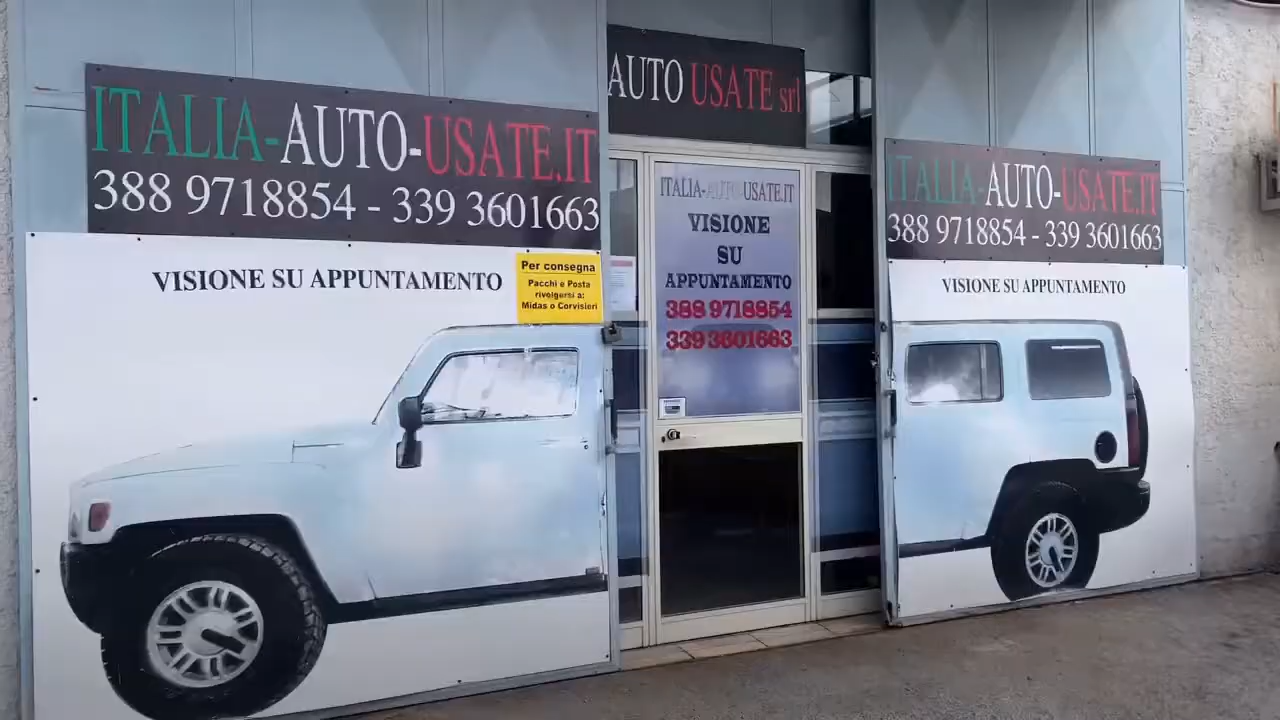 ITALIA-AUTO-USATE.IT
388 9718854 - 339 3601663
VISIONE SU APPUNTAMENTO
Per consegna
Pacchi e Posta
rivolgersi a:
Midas o Corvisieri
AUTO USATE srl
ITALIA-AUTO-USATE.IT
VISIONE
SU
APPUNTAMENTO
388 9718854
339 3601663
ITALIA-AUTO-USATE.IT
388 9718854 - 339 3601663
VISIONE SU APPUNTAMENTO